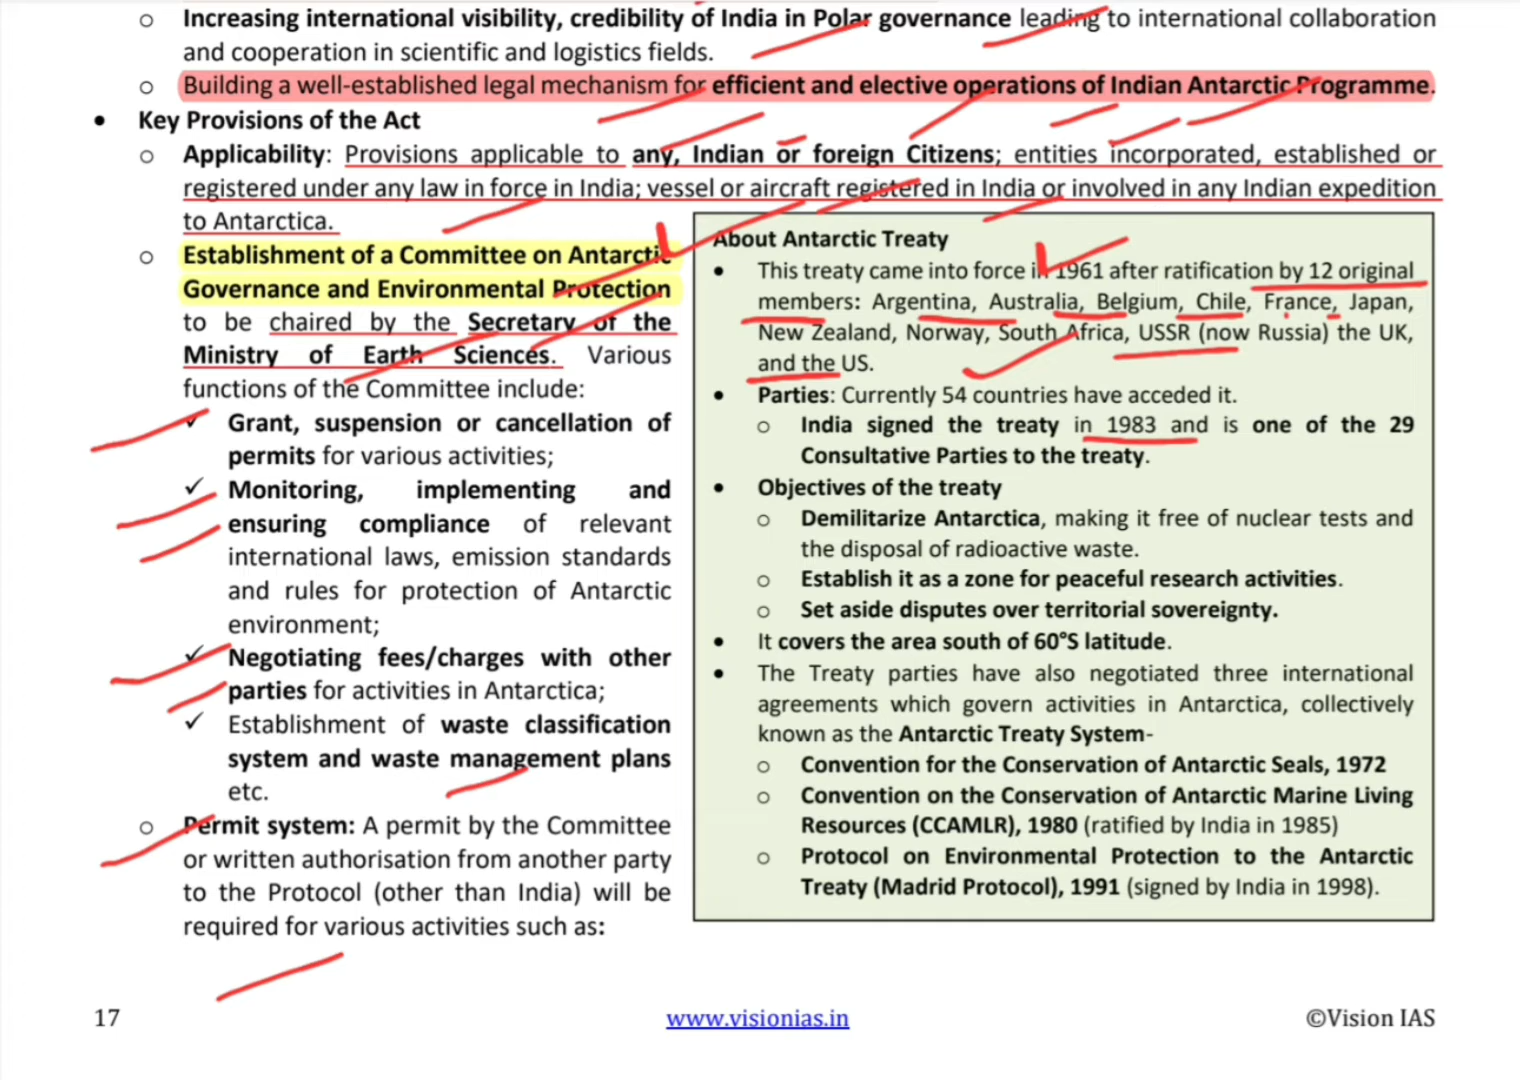 o Increasing international visibility, credibility of India in Polar governance leading to international collaboration
and cooperation in scientific and logistics fields.
o Building a well-established legal mechanism for efficient and elective operations of Indian Antarctic Programme.
• Key Provisions of the Act
o Applicability: Provisions applicable to any, Indian or foreign Citizens; entities incorporated, established or
registered under any law in force in India; vessel or aircraft registered in India or involved in any Indian expedition
to Antarctica.
o Establishment of a Committee on Antarctic
Governance and Environmental Protection
to be chaired by the Secretary of the
Ministry of Earth Sciences. Various
functions of the Committee include:
✓ Grant, suspension or cancellation of
permits for various activities;
✓ Monitoring, implementing and
ensuring compliance of relevant
international laws, emission standards
and rules for protection of Antarctic
environment;
✓ Negotiating fees/charges with other
parties for activities in Antarctica;
✓ Establishment of waste classification
system and waste management plans
etc.
o Permit system: A permit by the Committee
or written authorisation from another party
to the Protocol (other than India) will be
required for various activities such as:
About Antarctic Treaty
• This treaty came into force in 1961 after ratification by 12 original
members: Argentina, Australia, Belgium, Chile, France, Japan,
New Zealand, Norway, South Africa, USSR (now Russia) the UK,
and the US.
• Parties: Currently 54 countries have acceded it.
o India signed the treaty in 1983 and is one of the 29
Consultative Parties to the treaty.
• Objectives of the treaty
o Demilitarize Antarctica, making it free of nuclear tests and
the disposal of radioactive waste.
o Establish it as a zone for peaceful research activities.
o Set aside disputes over territorial sovereignty.
• It covers the area south of 60°S latitude.
• The Treaty parties have also negotiated three international
agreements which govern activities in Antarctica, collectively
known as the Antarctic Treaty System-
o Convention for the Conservation of Antarctic Seals, 1972
o Convention on the Conservation of Antarctic Marine Living
Resources (CCAMLR), 1980 (ratified by India in 1985)
o Protocol on Environmental Protection to the Antarctic
Treaty (Madrid Protocol), 1991 (signed by India in 1998).
17 www.visionias.in ©Vision IAS